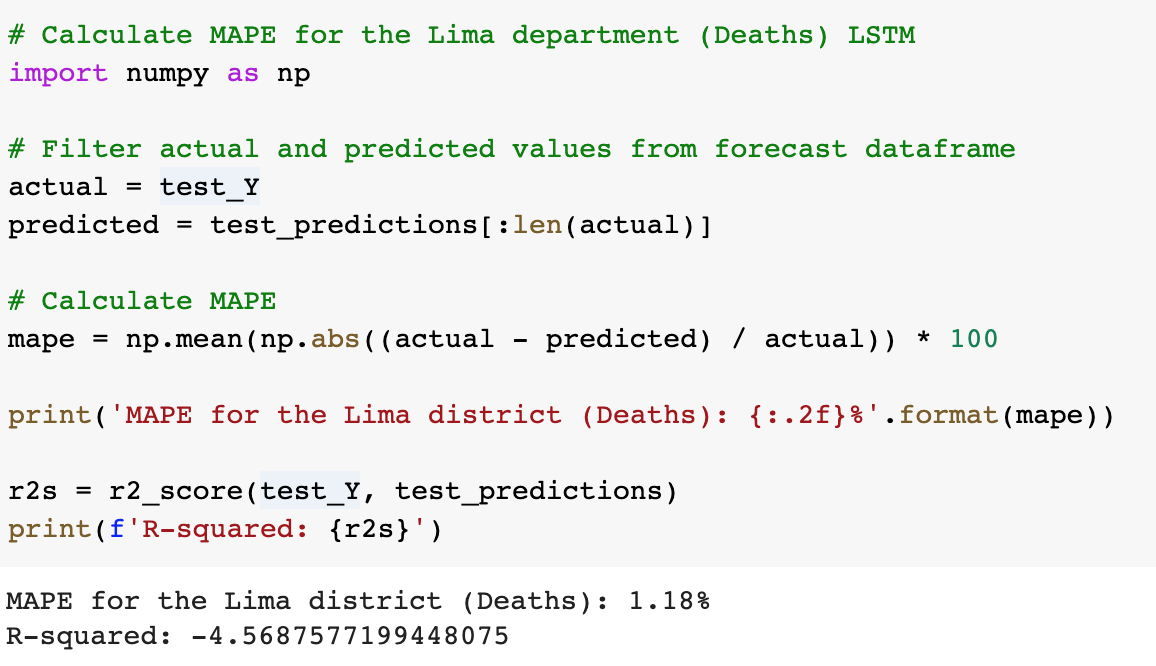 # Calculate MAPE for the Lima department (Deaths) LSTM
import numpy as np
# Filter actual and predicted values from forecast dataframe
actual = test_Y
predicted = test_predictions[:len(actual)]
# Calculate MAPE
mape = np.mean(np.abs((actual - predicted) / actual)) * 100
print('MAPE for the Lima district (Deaths): {:.2f}%'.format(mape))
r2s = r2_score(test_Y, test_predictions)
print(f'R-squared: {r2s}')
MAPE for the Lima district (Deaths): 1.18%
R-squared: -4.5687577199448075